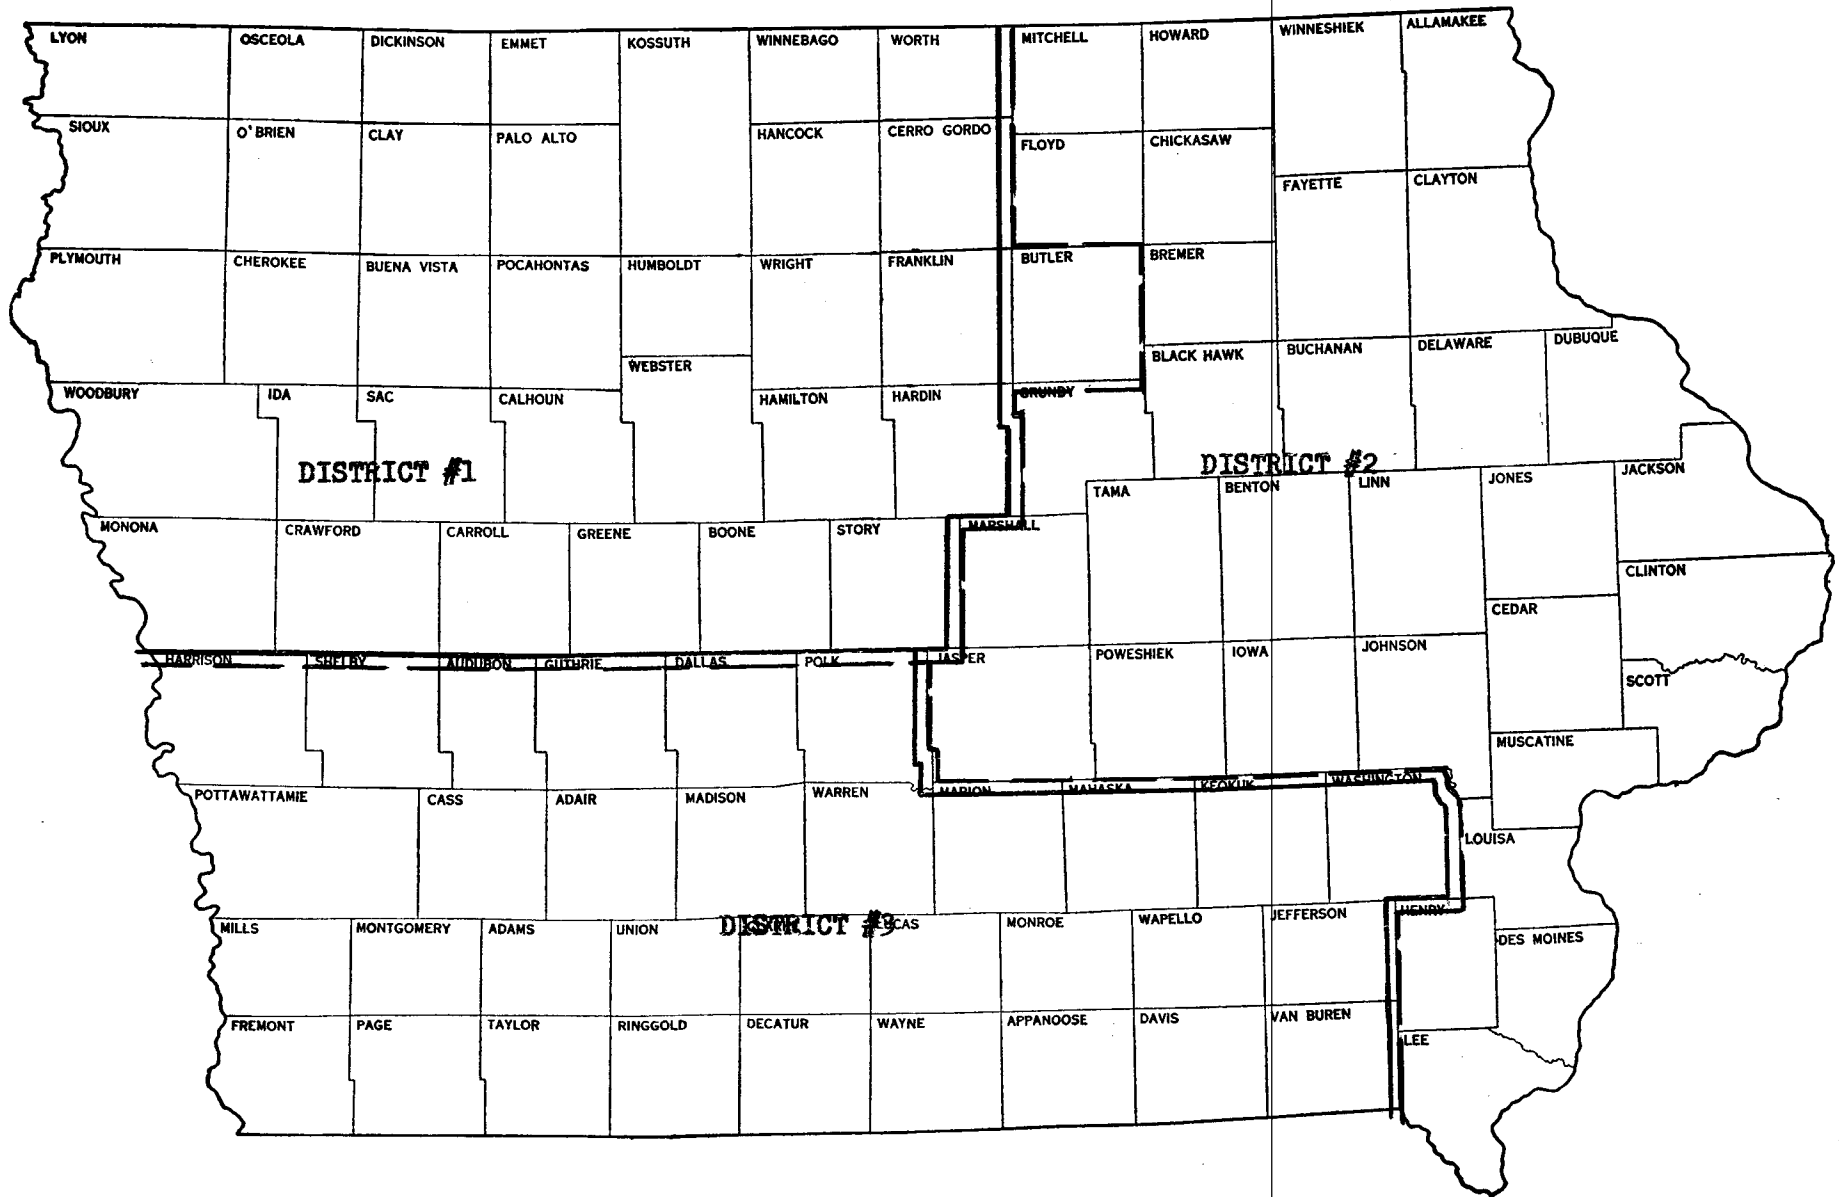 LYON OSCEOLA DICKINSON EMMET KOSSUTH WINNEBAGO WORTH MITCHELL HOWARD WINNESHIEK ALLAMAKEE
SIOUX O'BRIEN CLAY PALO ALTO HANCOCK CERRO GORDO FLOYD CHICKASAW
FAYETTE CLAYTON
PLYMOUTH CHEROKEE BUENA VISTA POCAHONTAS HUMBOLDT WRIGHT FRANKLIN BUTLER BREMER
WEBSTER BLACK HAWK BUCHANAN DELAWARE DUBUQUE
WOODBURY IDA SAC CALHOUN HAMILTON HARDIN GRUNDY
DISTRICT #1 DISTRICT #2
TAMA BENTON LINN JONES JACKSON
MONONA CRAWFORD CARROLL GREENE BOONE STORY MARSHALL
CLINTON
CEDAR
HARRISON SHELBY AUDUBON GUTHRIE DALLAS POLK JASPER POWESHIEK IOWA JOHNSON
SCOTT
MUSCATINE
POTTAWATTAMIE CASS ADAIR MADISON WARREN MARION MAHASKA KEOKUK WASHINGTON
LOUISA
DISTRICT #3
MILLS MONTGOMERY ADAMS UNION LUCAS MONROE WAPELLO JEFFERSON HENRY
DES MOINES
FREMONT PAGE TAYLOR RINGGOLD DECATUR WAYNE APPANOOSE DAVIS VAN BUREN
LEE